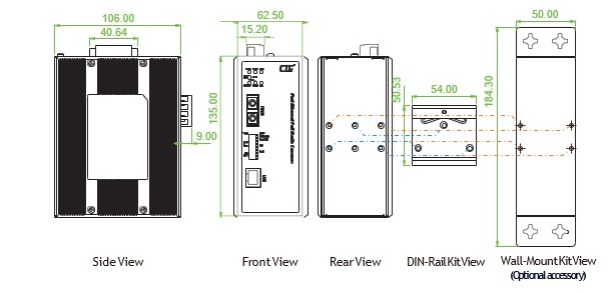 106.00
40.64
62.50
15.20
50.00
135.00
9.00
50.53
54.00
184.30
Side View
Front View
Rear View
DIN-Rail Kit View
Wall-Mount Kit View
(Optional accessory)